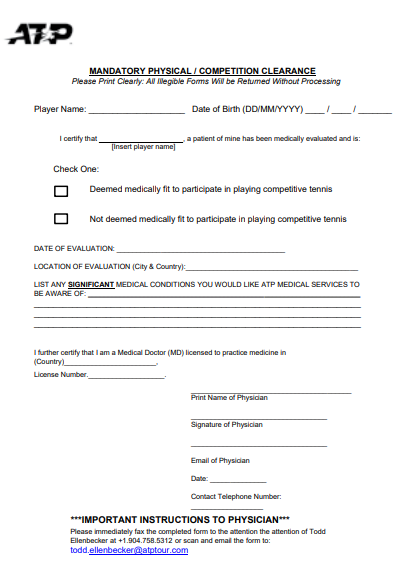 ATP
MANDATORY PHYSICAL / COMPETITION CLEARANCE
Please Print Clearly: All Illegible Forms Will be Returned Without Processing
Player Name: ____________________ Date of Birth (DD/MM/YYYY) ____ / ____ / _______
I certify that ____________________, a patient of mine has been medically evaluated and is:
[Insert player name]
Check One:
Deemed medically fit to participate in playing competitive tennis
Not deemed medically fit to participate in playing competitive tennis
DATE OF EVALUATION: ____________________
LOCATION OF EVALUATION (City & Country):____________________
LIST ANY SIGNIFICANT MEDICAL CONDITIONS YOU WOULD LIKE ATP MEDICAL SERVICES TO
BE AWARE OF: ____________________
I further certify that I am a Medical Doctor (MD) licensed to practice medicine in
(Country)____________________,
License Number.____________________.
Print Name of Physician
Signature of Physician
Email of Physician
Date: ______________
Contact Telephone Number:
***IMPORTANT INSTRUCTIONS TO PHYSICIAN***
Please immediately fax the completed form to the attention the attention of Todd
Ellenbecker at +1.904.758.5312 or scan and email the form to:
todd.ellenbecker@atptour.com